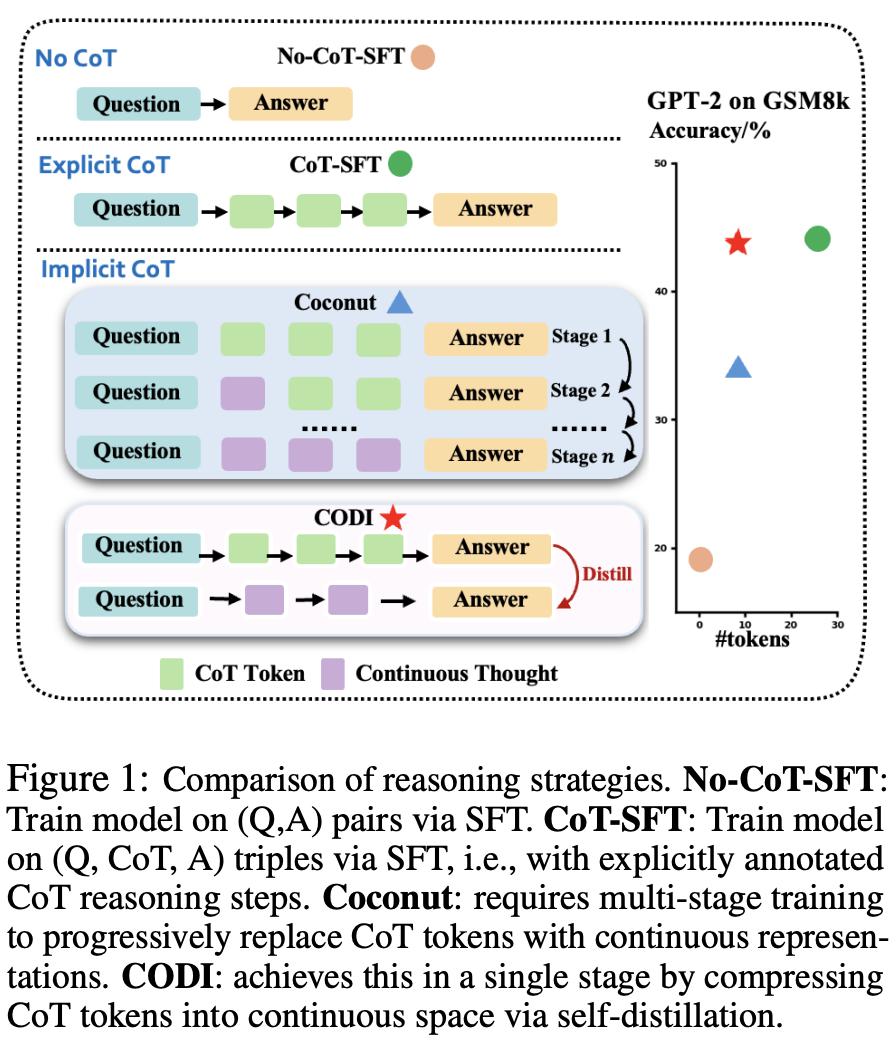 No CoT
No-CoT-SFT
Question
Answer
Explicit CoT
CoT-SFT
Question
Answer
Implicit CoT
Coconut
Question
Answer
Stage 1
Question
Answer
Stage 2
......
......
Question
Answer
Stage n
CODI
Question
Answer
Distill
Question
Answer
CoT Token
Continuous Thought
GPT-2 on GSM8k
Accuracy/%
50
40
30
20
0
10
20
30
#tokens
Figure 1: Comparison of reasoning strategies. No-CoT-SFT:
Train model on (Q,A) pairs via SFT. CoT-SFT: Train model
on (Q, CoT, A) triples via SFT, i.e., with explicitly annotated
CoT reasoning steps. Coconut: requires multi-stage training
to progressively replace CoT tokens with continuous represen-
tations. CODI: achieves this in a single stage by compressing
CoT tokens into continuous space via self-distillation.